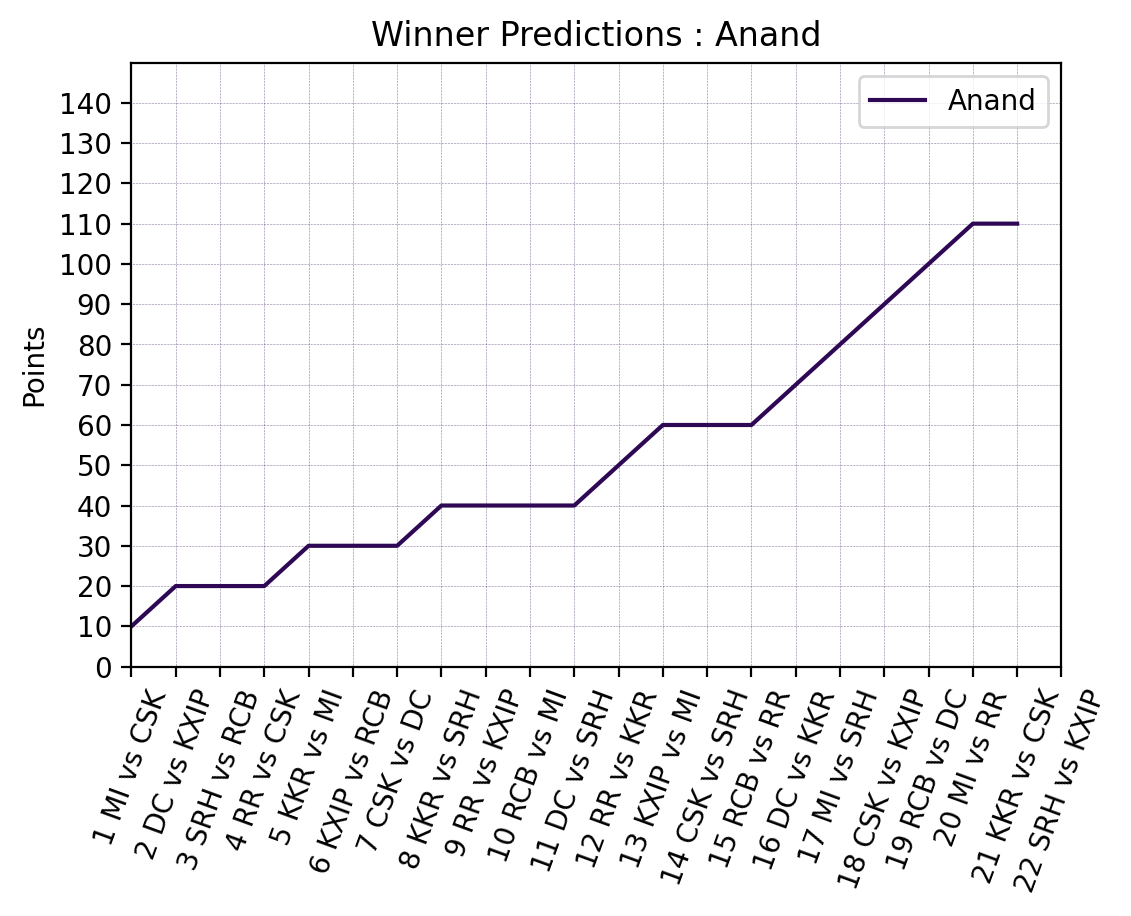 Winner Predictions : Anand
Anand
Points
140
130
120
110
100
90
80
70
60
50
40
30
20
10
0
1 MI vs CSK
2 DC vs KXIP
3 SRH vs RCB
4 RR vs CSK
5 KKR vs MI
6 KXIP vs RCB
7 CSK vs DC
8 KKR vs SRH
9 RR vs KXIP
10 RCB vs MI
11 DC vs SRH
12 RR vs KKR
13 KXIP vs MI
14 CSK vs SRH
15 RCB vs RR
16 DC vs KKR
17 MI vs SRH
18 CSK vs KXIP
19 RCB vs DC
20 MI vs RR
21 KKR vs CSK
22 SRH vs KXIP